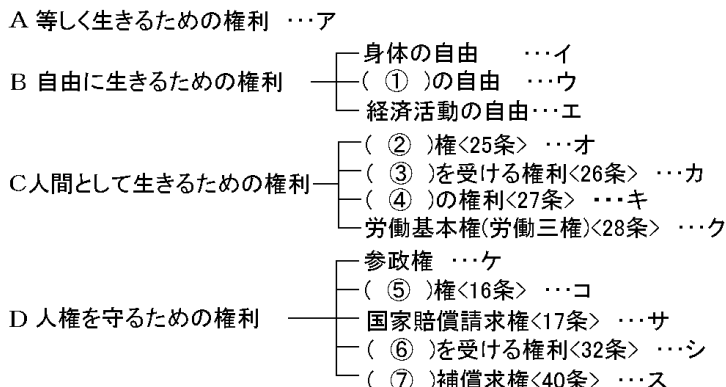 A 等しく生きるための権利 …ア
身体の自由 …イ
B 自由に生きるための権利 ( ① )の自由 …ウ
経済活動の自由…エ
( ② )権<25条> …オ
( ③ )を受ける権利<26条> …カ
C人間として生きるための権利
( ④ )の権利<27条> …キ
労働基本権(労働三権)<28条> …ク
参政権 …ケ
( ⑤ )権<16条> …コ
D 人権を守るための権利 国家賠償請求権<17条> …サ
( ⑥ )を受ける権利<32条> …シ
( ⑦ )補償求権<40条> …ス